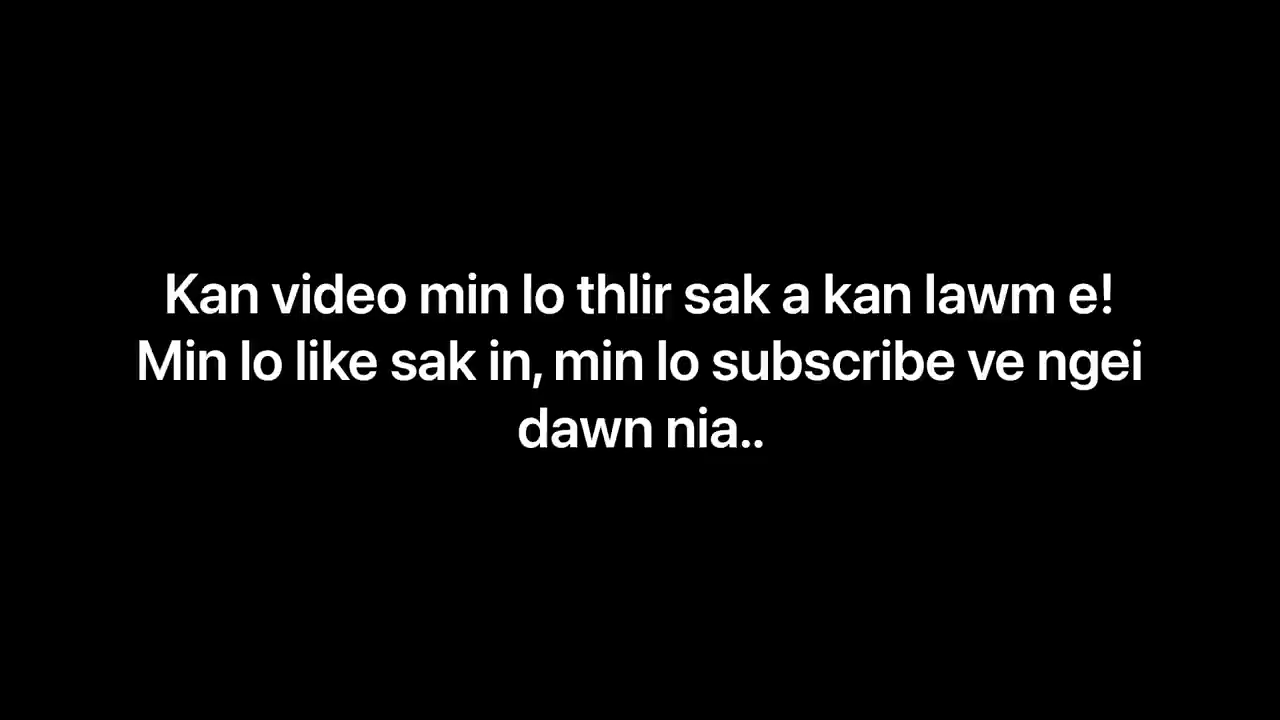 Kan video min lo thlir sak a kan lawm e!
Min lo like sak in, min lo subscribe ve ngei
dawn nia..